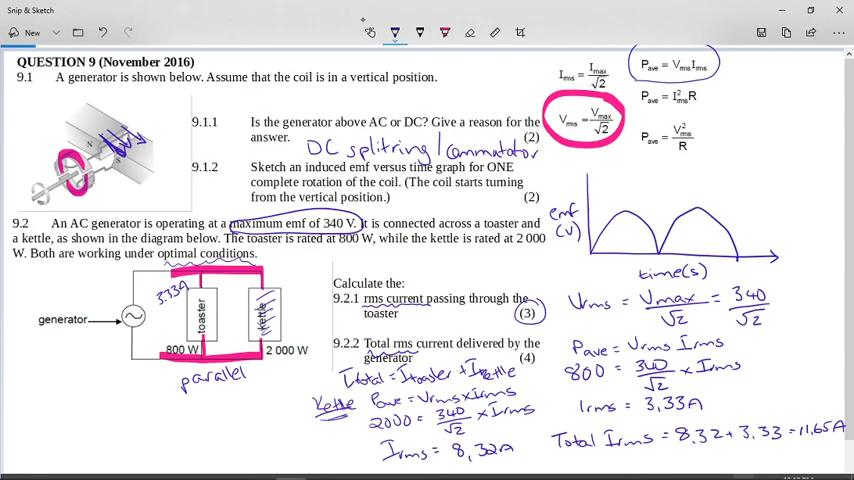 Snip & Sketch
New
QUESTION 9 (November 2016)
9.1 A generator is shown below. Assume that the coil is in a vertical position.
N
S
9.1.1 Is the generator above AC or DC? Give a reason for the
answer. (2)
DC splitring / commutator
9.1.2 Sketch an induced emf versus time graph for ONE
complete rotation of the coil. (The coil starts turning
from the vertical position.) (2)
9.2 An AC generator is operating at a maximum emf of 340 V. It is connected across a toaster and
a kettle, as shown in the diagram below. The toaster is rated at 800 W, while the kettle is rated at 2 000
W. Both are working under optimal conditions.
3.33A
generator
toaster
kettle
800 W
2 000 W
parallel
Calculate the:
9.2.1 rms current passing through the
toaster (3)
9.2.2 Total rms current delivered by the
generator (4)
Itotal = Itoaster + Ikettle
Kettle Pave = Vrms x Irms
2000 = 340/√2 x Irms
Irms = 8,32A
Irms = Imax/√2
Vrms = Vmax/√2
Pave = VrmsIrms
Pave = I²rmsR
Pave = V²rms/R
emf
(V)
time(s)
Vrms = Vmax/√2 = 340/√2
Pave = Vrms Irms
800 = 340/√2 x Irms
Irms = 3,33A
Total Irms = 8.32 + 3.33 = 11,65A